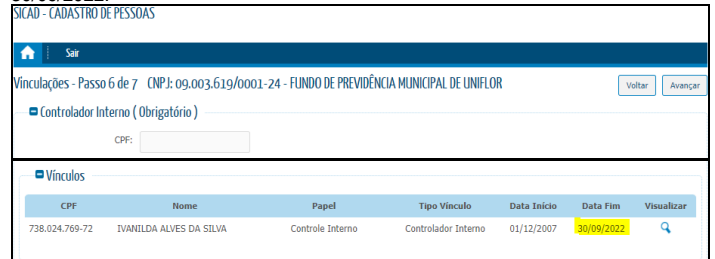 SICAD - CADASTRO DE PESSOAS
Sair
Vinculações - Passo 6 de 7 CNPJ: 09.003.619/0001-24 - FUNDO DE PREVIDÊNCIA MUNICIPAL DE UNIFLOR Voltar Avançar
Controlador Interno ( Obrigatório )
CPF:
Vínculos
CPF Nome Papel Tipo Vínculo Data Início Data Fim Visualizar
738.024.769-72 IVANILDA ALVES DA SILVA Controle Interno Controlador Interno 01/12/2007 30/09/2022